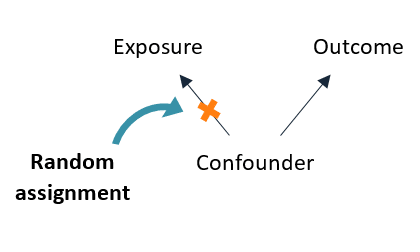 Exposure
Outcome
Confounder
Random
assignment